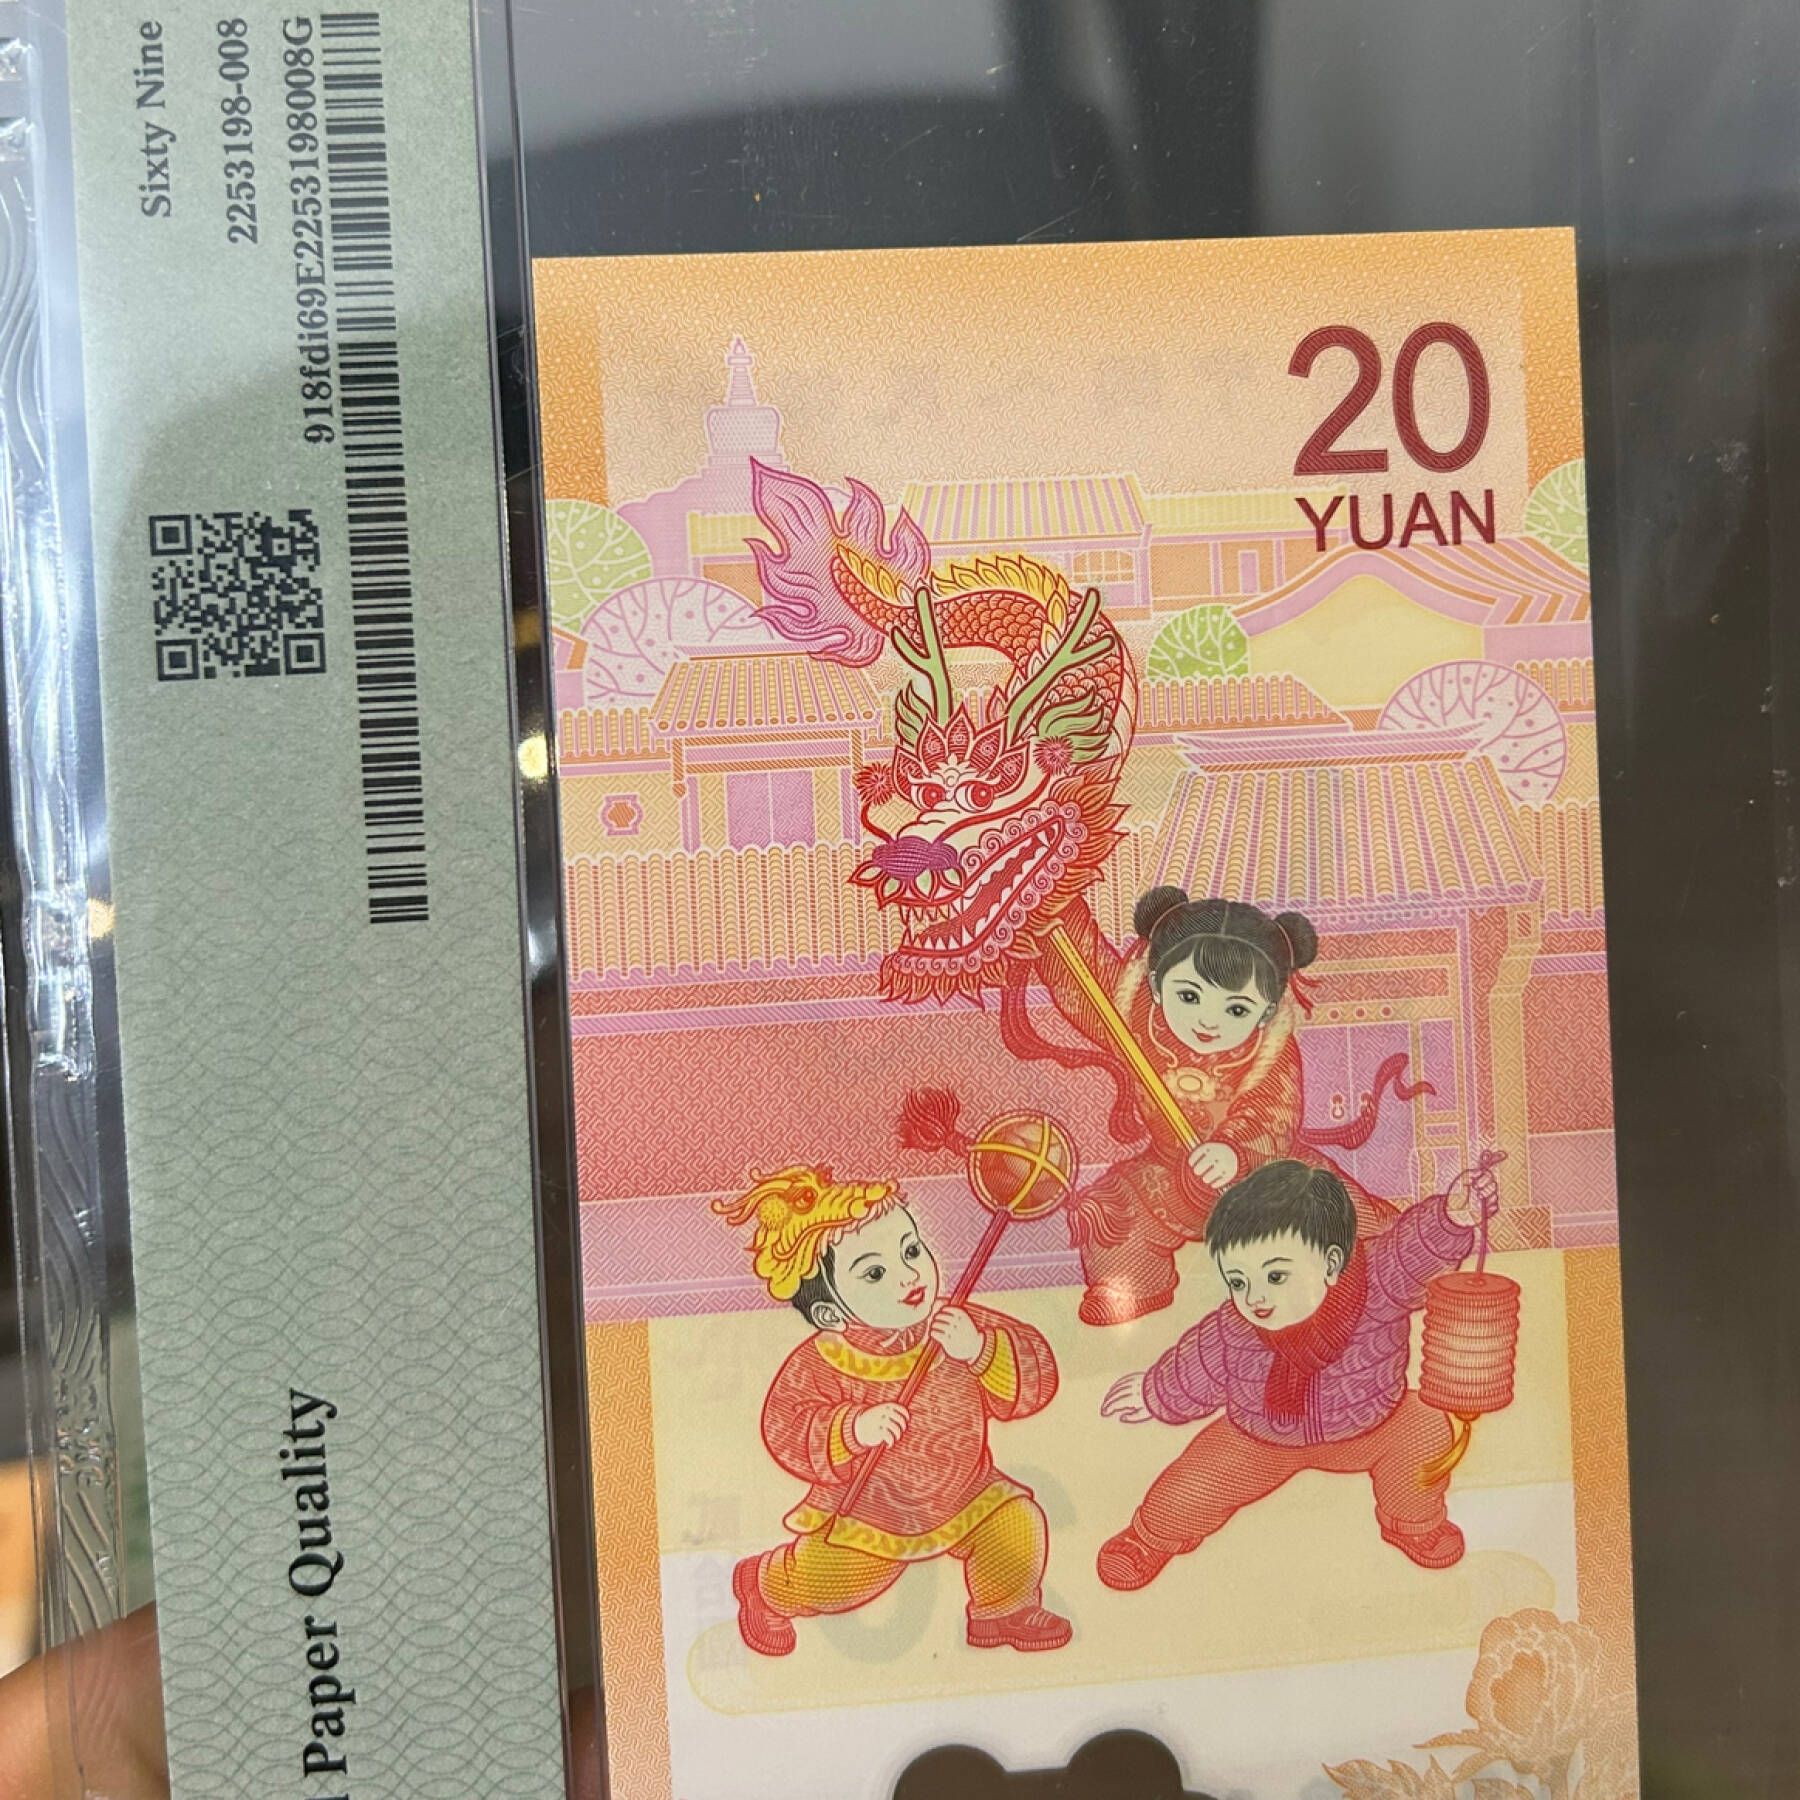 Sixty Nine
2253198-008
918fdi69E2253198008G
Paper Quality
20
YUAN